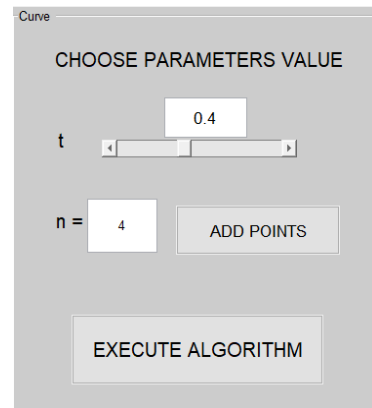 Curve
CHOOSE PARAMETERS VALUE
0.4
t
n = 4
ADD POINTS
EXECUTE ALGORITHM